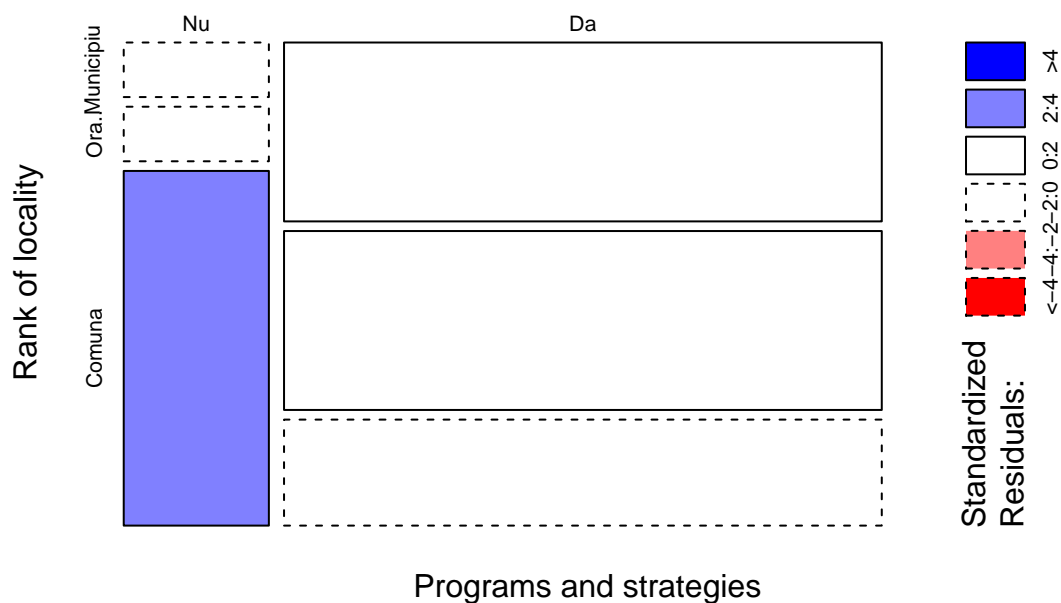 Nu
Da
Municipiu
Ora.
Comuna
Rank of locality
Programs and strategies
Standardized
Residuals:
<−4
−4:−2
−2:0
0:2
2:4
>4